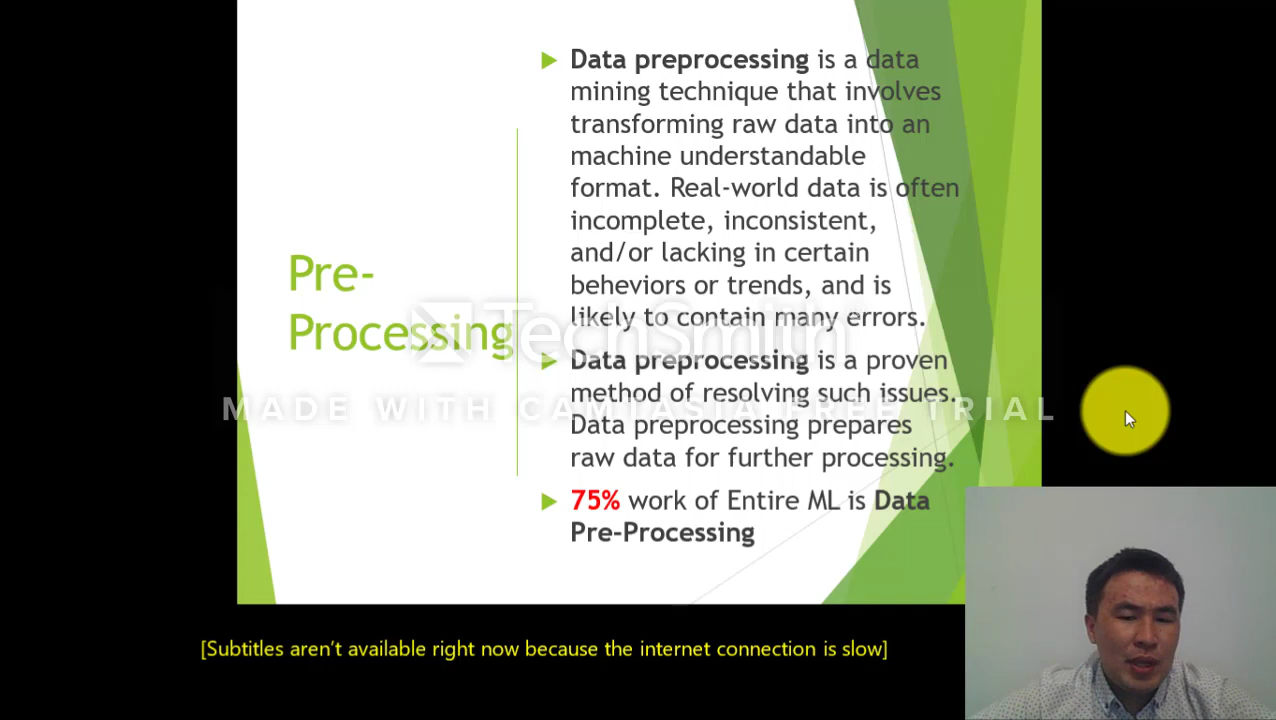 Data preprocessing is a data
mining technique that involves
transforming raw data into an
machine understandable
format. Real-world data is often
incomplete, inconsistent,
and/or lacking in certain
beheviors or trends, and is
likely to contain many errors.
Pre-
Processing
TechSmith
Data preprocessing is a proven
method of resolving such issues.
MADE WITH CAMTASIA FREE TRIAL
Data preprocessing prepares
raw data for further processing.
75% work of Entire ML is Data
Pre-Processing
[Subtitles aren't available right now because the internet connection is slow]